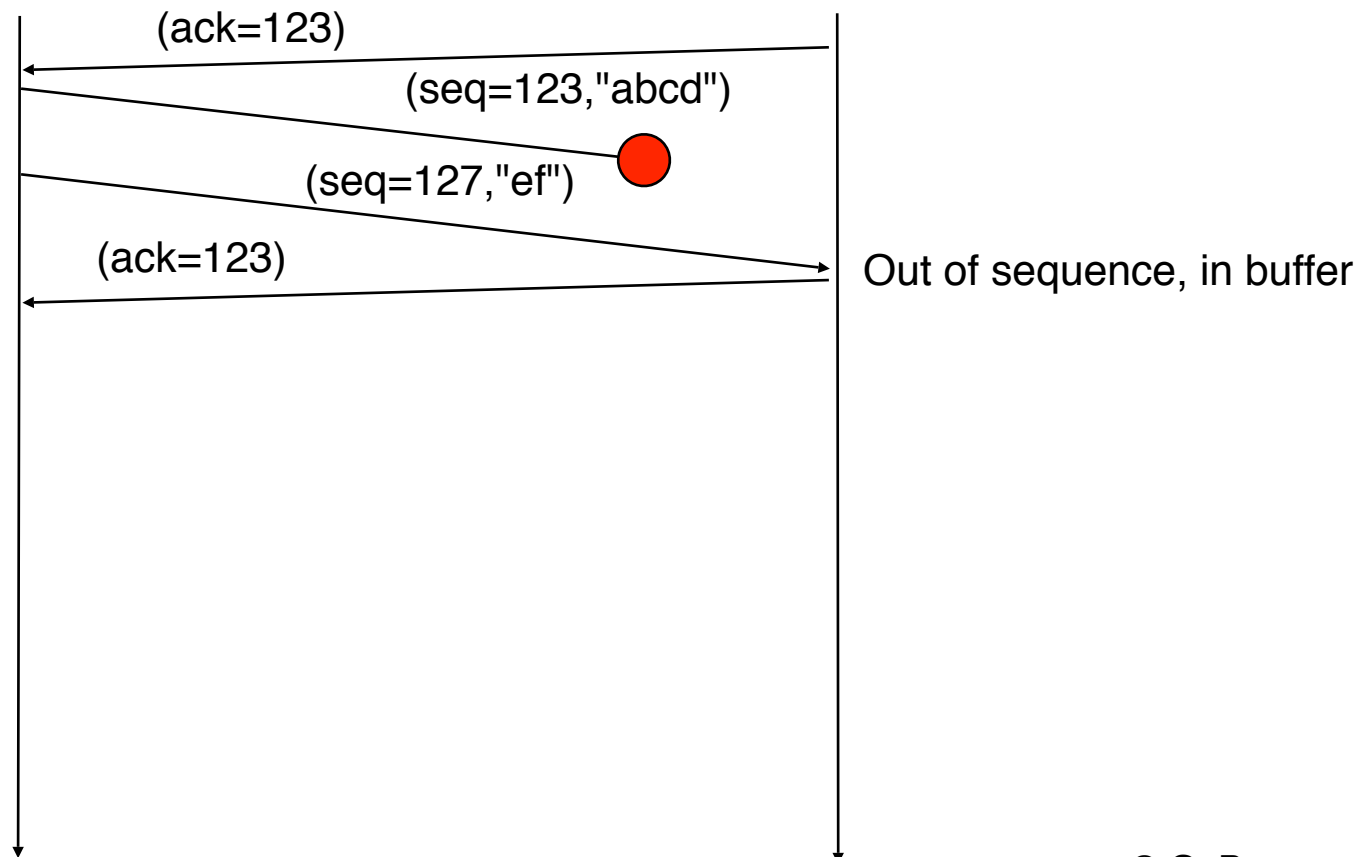 (ack=123)
(seq=123,"abcd")
(seq=127,"ef")
(ack=123)
Out of sequence, in buffer